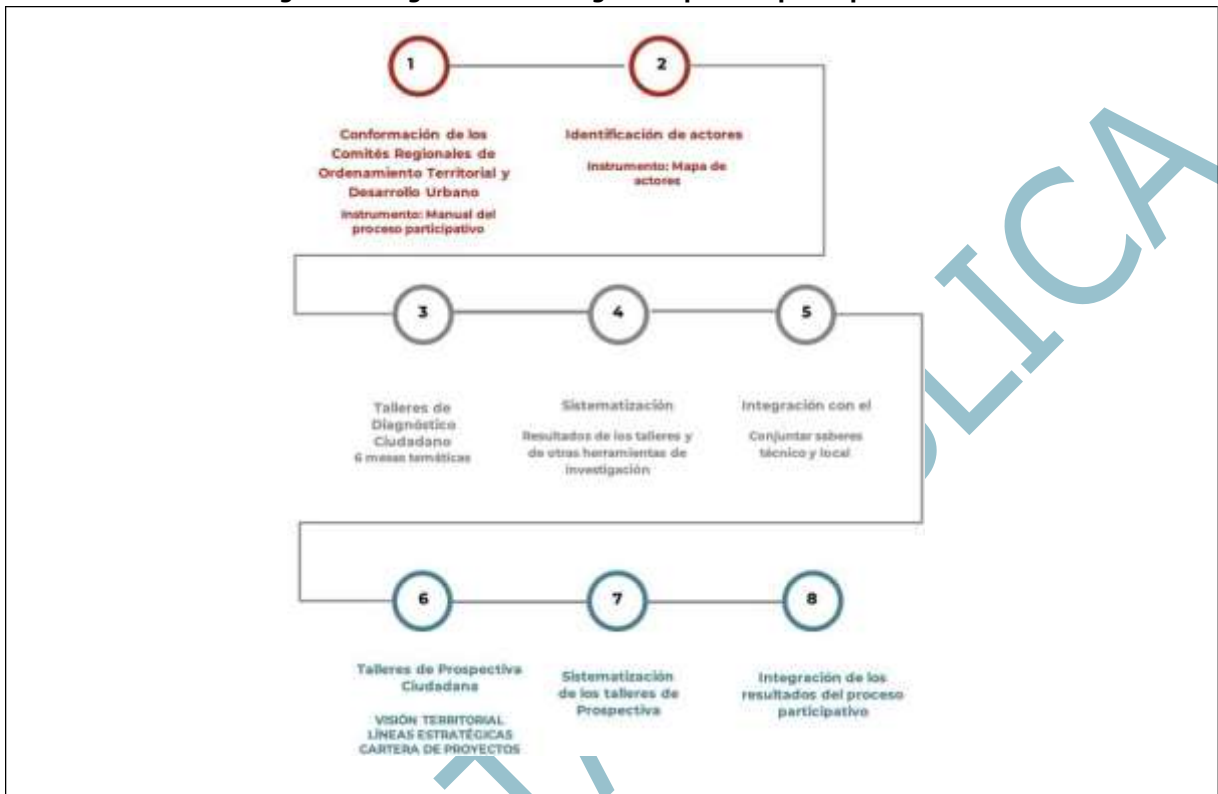 1
2
Conformación de los
Comités Regionales de
Ordenamiento Territorial y
Desarrollo Urbano
Instrumento: Manual del
proceso participativo
Identificación de actores
Instrumento: Mapa de
actores
3
4
5
Talleres de
Diagnóstico
Ciudadano
6 mesas temáticas
Sistematización
Resultados de los talleres y
de otras herramientas de
investigación
Integración con el
Conjuntar saberes
técnico y local
6
7
8
Talleres de Prospectiva
Ciudadana
VISIÓN TERRITORIAL
LÍNEAS ESTRATÉGICAS
CARTERA DE PROYECTOS
Sistematización
de los talleres de
Prospectiva
Integración de los
resultados del proceso
participativo
LICA